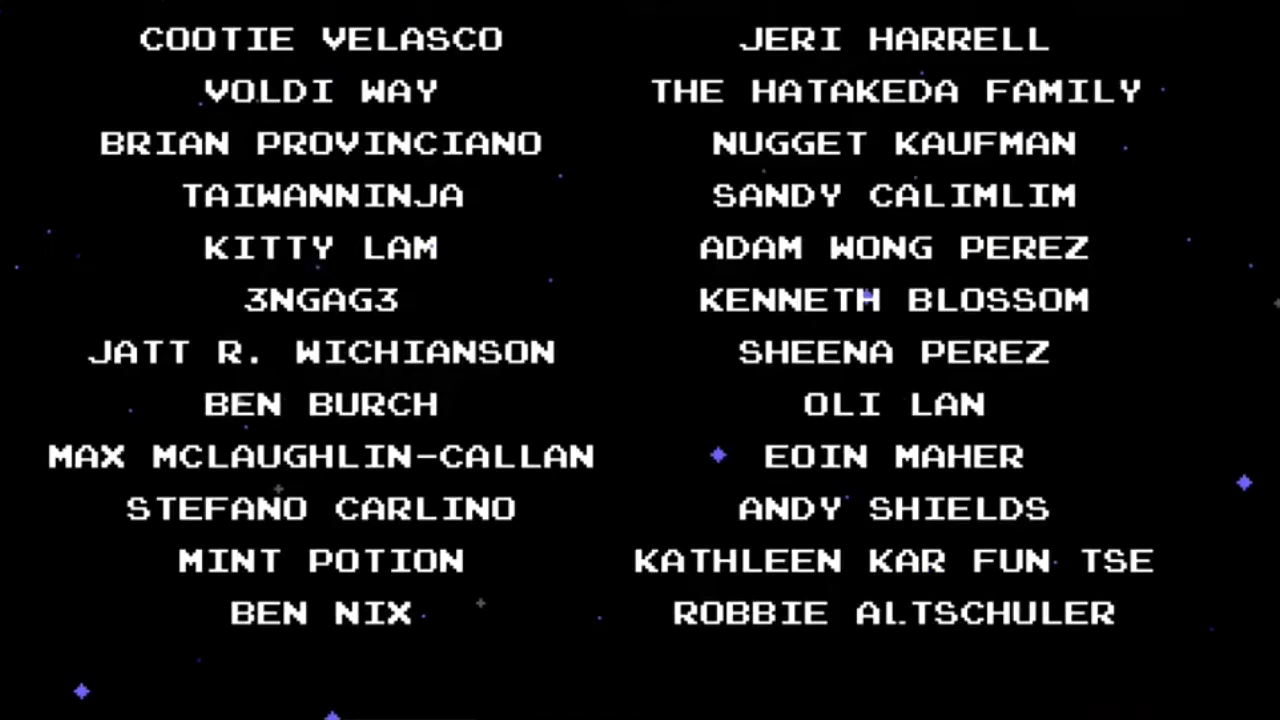 COOTIE VELASCO
VOLDI WAY
BRIAN PROVINCIANO
TAIWANNINJA
KITTY LAM
3NGAG3
JATT R. WICHIANSON
BEN BURCH
MAX MCLAUGHLIN-CALLAN
STEFANO CARLINO
MINT POTION
BEN NIX
JERI HARRELL
THE HATAKEDA FAMILY
NUGGET KAUFMAN
SANDY CALIMLIM
ADAM WONG PEREZ
KENNETH BLOSSOM
SHEENA PEREZ
OLI LAN
EOIN MAHER
ANDY SHIELDS
KATHLEEN KAR FUN TSE
ROBBIE ALTSCHULER